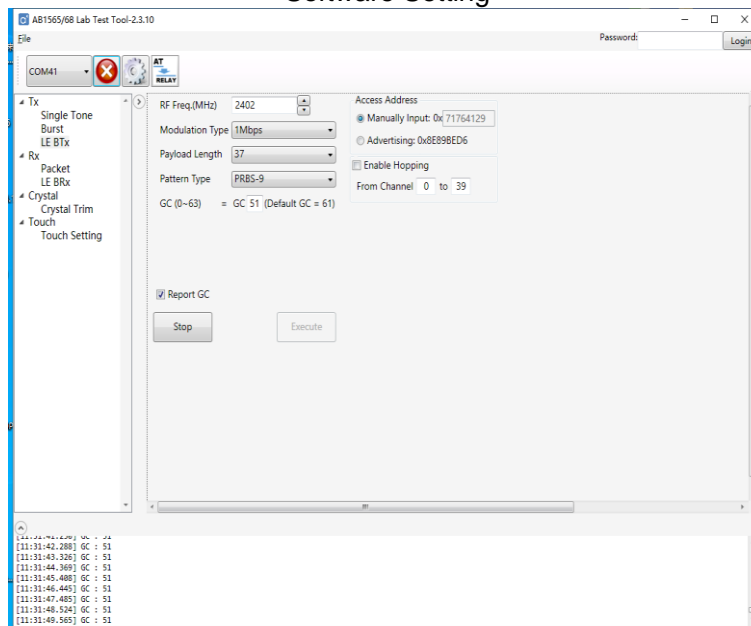 Software Setting
AB1565/68 Lab Test Tool-2.3.10
File
Password:
Login
COM41
AT
RELAY
Tx
Single Tone
Burst
LE BTx
Rx
Packet
LE BRx
Crystal
Crystal Trim
Touch
Touch Setting
RF Freq.(MHz) 2402
Modulation Type 1Mbps
Payload Length 37
Pattern Type PRBS-9
GC (0~63) = GC 51 (Default GC = 61)
Report GC
Stop Execute
Access Address
Manually Input: 0x 71764129
Advertising: 0x8E89BED6
Enable Hopping
From Channel 0 to 39
GC : 51
[11:31:42.288] GC : 51
[11:31:43.326] GC : 51
[11:31:44.369] GC : 51
[11:31:45.408] GC : 51
[11:31:46.445] GC : 51
[11:31:47.485] GC : 51
[11:31:48.524] GC : 51
[11:31:49.565] GC : 51